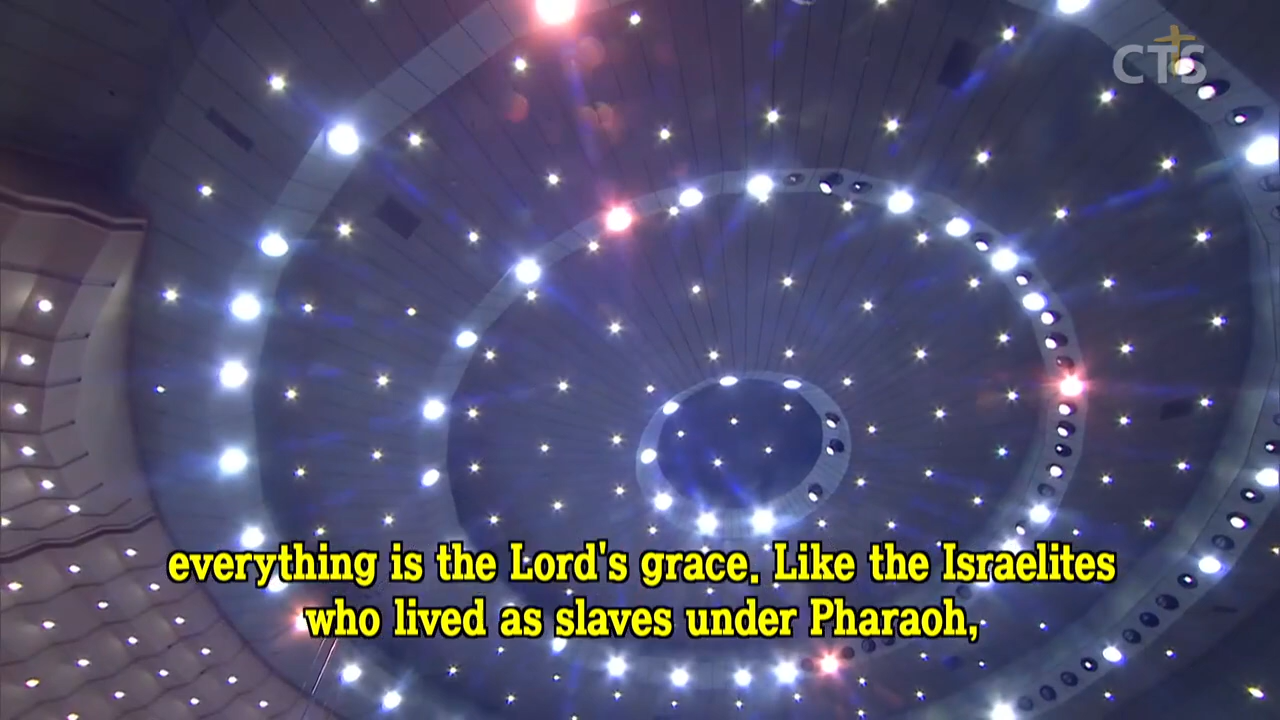 CTS
everything is the Lord's grace. Like the Israelites
who lived as slaves under Pharaoh,